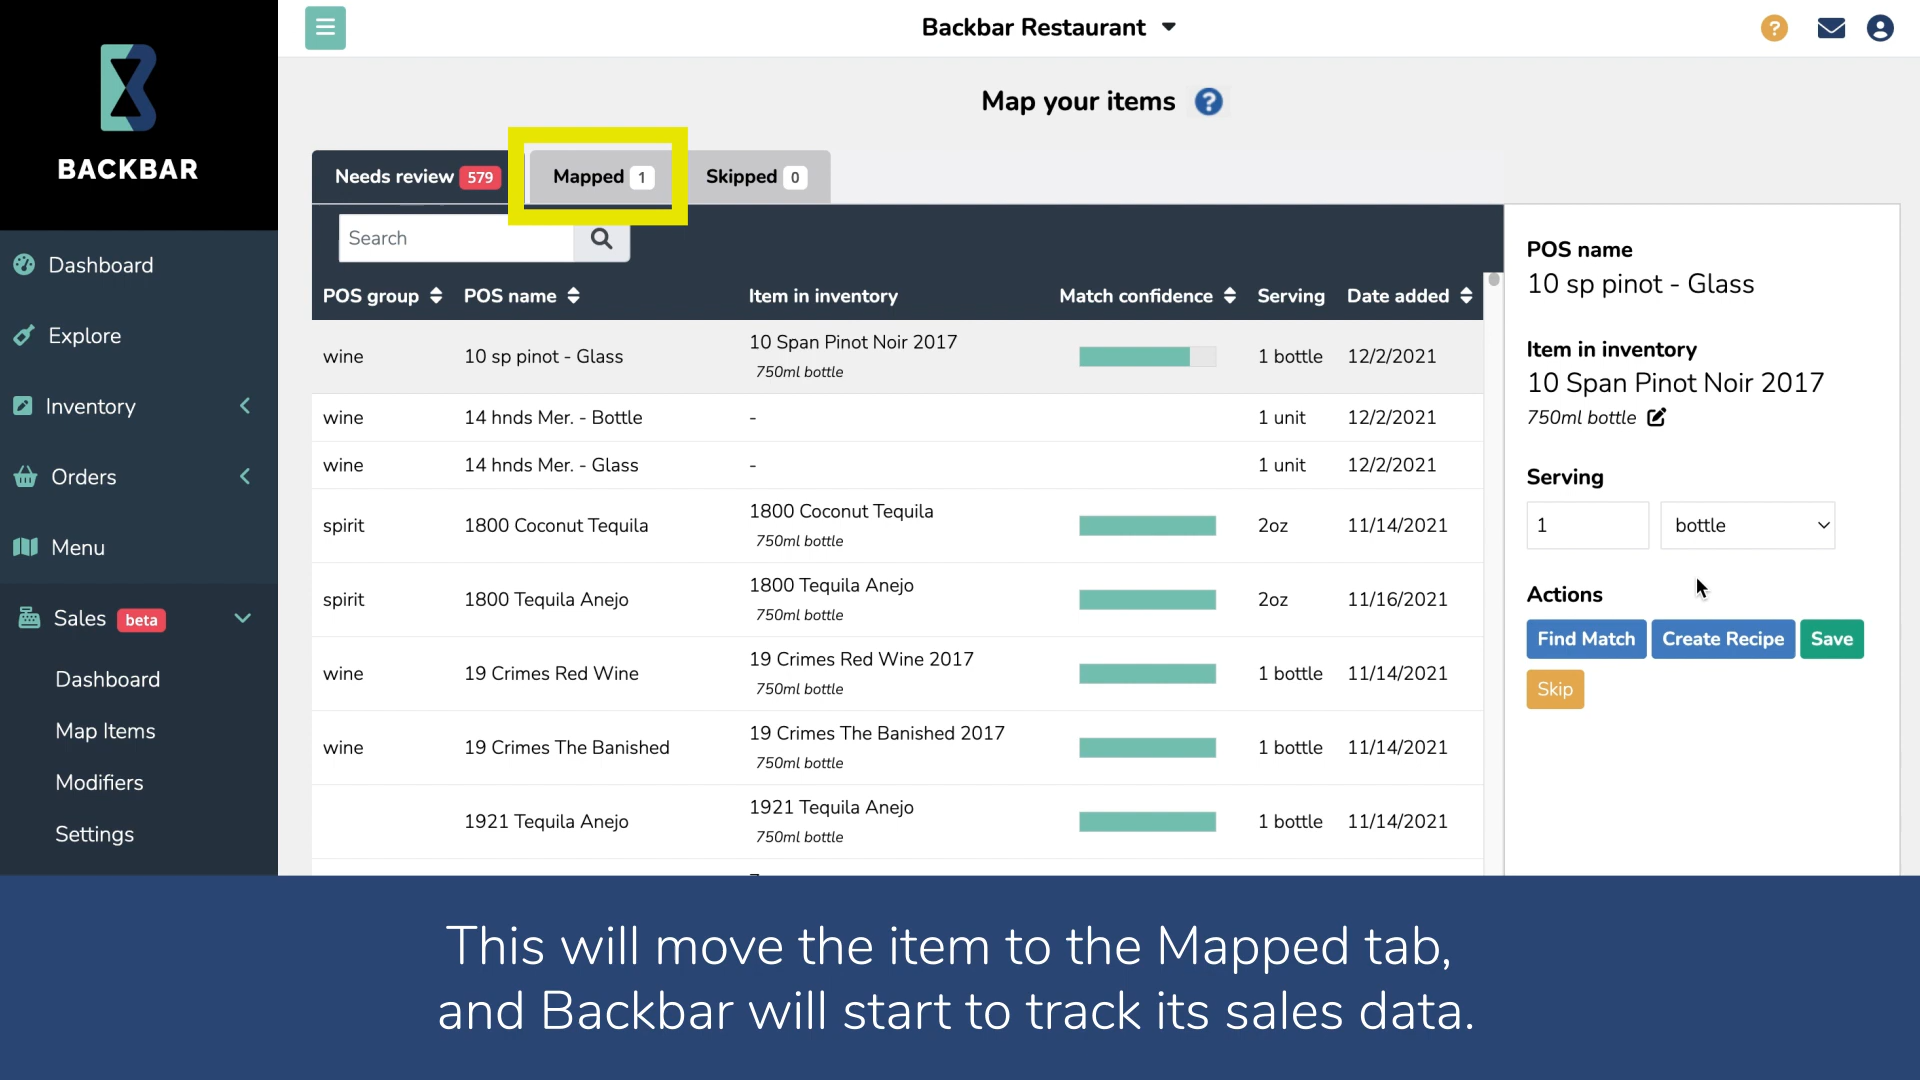 BACKBAR
Backbar Restaurant
?
Map your items ?
Needs review 579
Mapped 1
Skipped 0
Search
POS group POS name Item in inventory Match confidence Serving Date added
wine 10 sp pinot - Glass 10 Span Pinot Noir 2017 1 bottle 12/2/2021
750ml bottle
wine 14 hnds Mer. - Bottle - 1 unit 12/2/2021
wine 14 hnds Mer. - Glass - 1 unit 12/2/2021
spirit 1800 Coconut Tequila 1800 Coconut Tequila 2oz 11/14/2021
750ml bottle
spirit 1800 Tequila Anejo 1800 Tequila Anejo 2oz 11/16/2021
750ml bottle
wine 19 Crimes Red Wine 19 Crimes Red Wine 2017 1 bottle 11/14/2021
750ml bottle
wine 19 Crimes The Banished 19 Crimes The Banished 2017 1 bottle 11/14/2021
750ml bottle
1921 Tequila Anejo 1921 Tequila Anejo 1 bottle 11/14/2021
750ml bottle
Dashboard
Explore
Inventory
Orders
Menu
Sales beta
Dashboard
Map Items
Modifiers
Settings
POS name
10 sp pinot - Glass
Item in inventory
10 Span Pinot Noir 2017
750ml bottle
Serving
1 bottle
Actions
Find Match Create Recipe Save
Skip
This will move the item to the Mapped tab,
and Backbar will start to track its sales data.